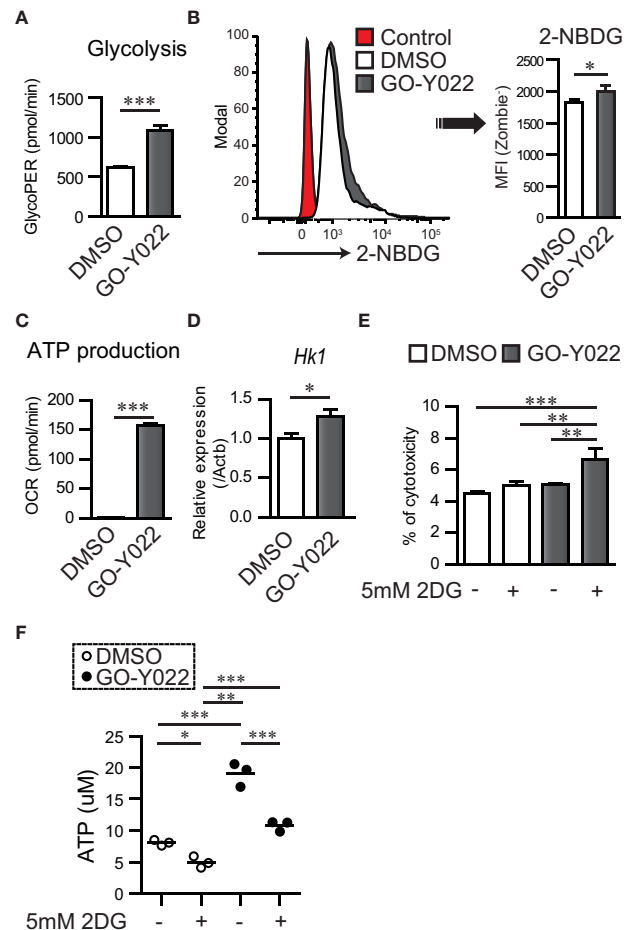 A
Glycolysis
GlycoPER (pmol/min)
1500
1000
500
0
***
DMSO
GO-Y022
B
Modal
100
80
60
40
20
0
Control
DMSO
GO-Y022
0 10³ 10⁴ 10⁵
2-NBDG
2-NBDG
MFI (Zombie⁻)
2500
2000
1500
1000
500
0
*
DMSO
GO-Y022
C
ATP production
OCR (pmol/min)
200
150
100
50
0
***
DMSO
GO-Y022
D
Hk1
Relative expression
(/Actb)
1.5
1.0
0.5
0.0
*
DMSO
GO-Y022
E
DMSO GO-Y022
% of cytotoxicity
10
8
6
4
2
0
***
**
**
5mM 2DG - + - +
F
DMSO
GO-Y022
***
**
***
* ***
ATP (uM)
25
20
15
10
5
0
5mM 2DG - + - +